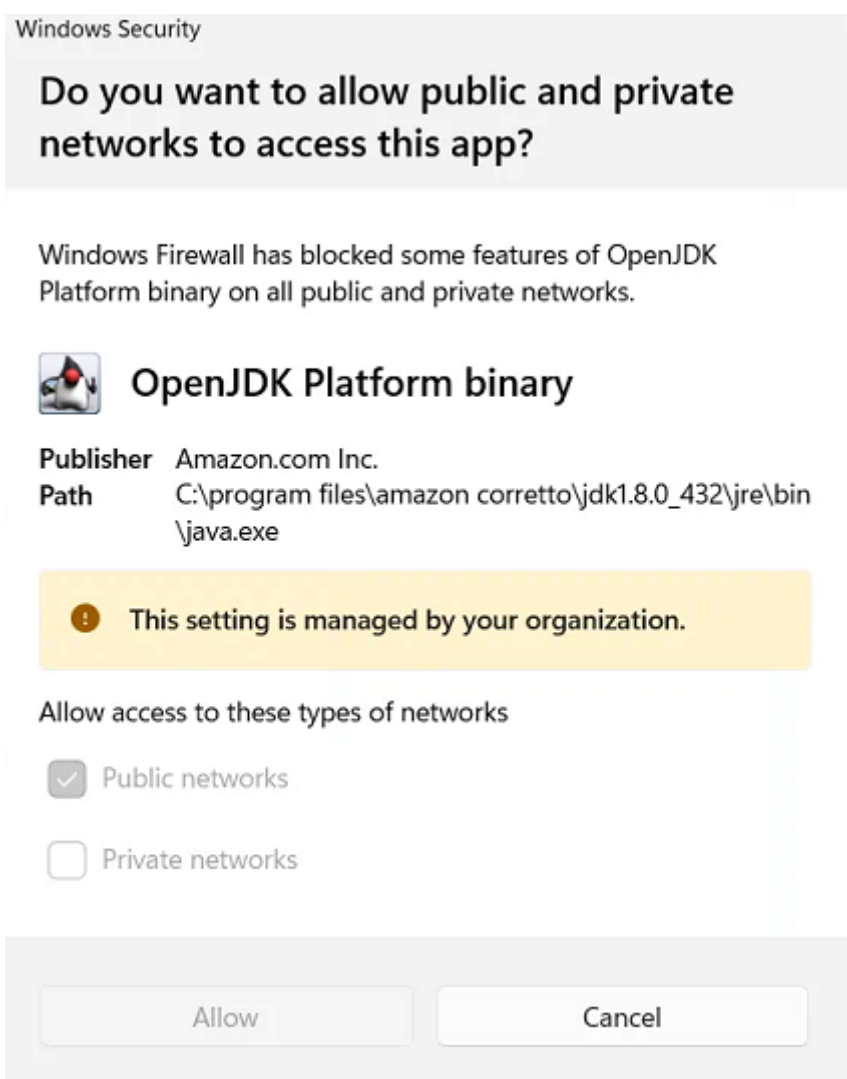 Windows Security
Do you want to allow public and private
networks to access this app?
Windows Firewall has blocked some features of OpenJDK
Platform binary on all public and private networks.
OpenJDK Platform binary
Publisher Amazon.com Inc.
Path C:\program files\amazon corretto\jdk1.8.0_432\jre\bin
\java.exe
This setting is managed by your organization.
Allow access to these types of networks
Public networks
Private networks
Allow Cancel